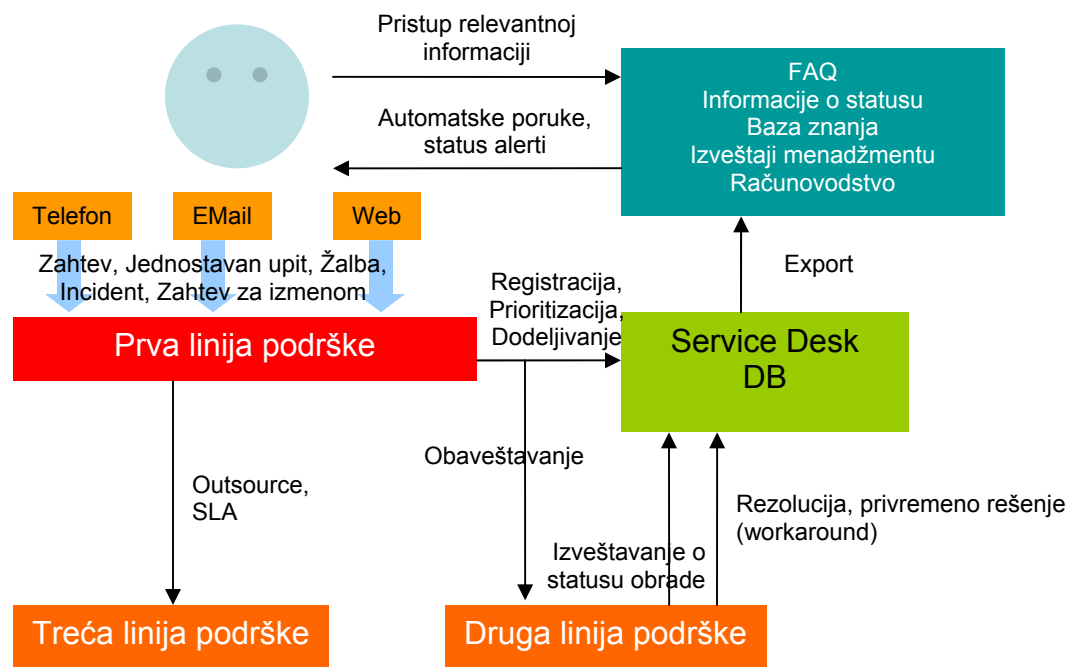 Pristup relevantnoj
informaciji
FAQ
Informacije o statusu
Baza znanja
Izveštaji menadžmentu
Računovodstvo
Automatske poruke,
status alerti
Telefon
EMail
Web
Zahtev, Jednostavan upit, Žalba,
Incident, Zahtev za izmenom
Registracija,
Prioritizacija,
Dodeljivanje
Export
Prva linija podrške
Service Desk
DB
Obaveštavanje
Outsource,
SLA
Rezolucija, privremeno rešenje
(workaround)
Izveštavanje o
statusu obrade
Treća linija podrške
Druga linija podrške